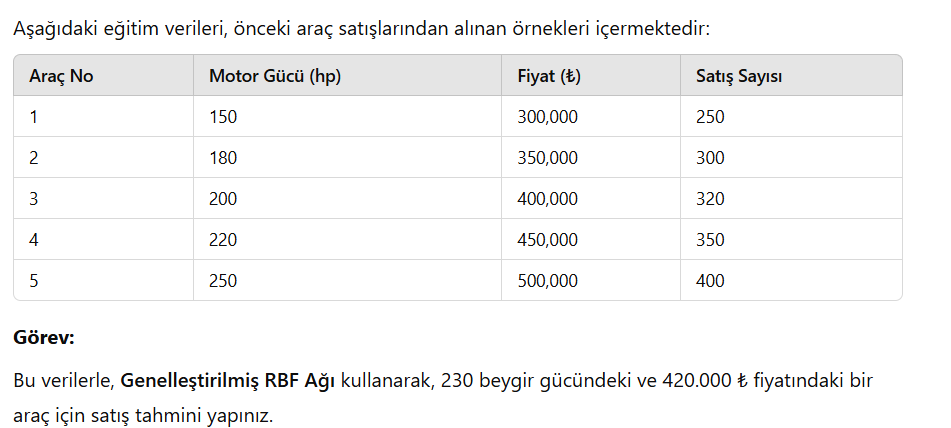 Aşağıdaki eğitim verileri, önceki araç satışlarından alınan örnekleri içermektedir:
Araç No Motor Gücü (hp) Fiyat (₺) Satış Sayısı
1 150 300,000 250
2 180 350,000 300
3 200 400,000 320
4 220 450,000 350
5 250 500,000 400
Görev:
Bu verilerle, Genelleştirilmiş RBF Ağı kullanarak, 230 beygir gücündeki ve 420.000 ₺ fiyatındaki bir
araç için satış tahmini yapınız.